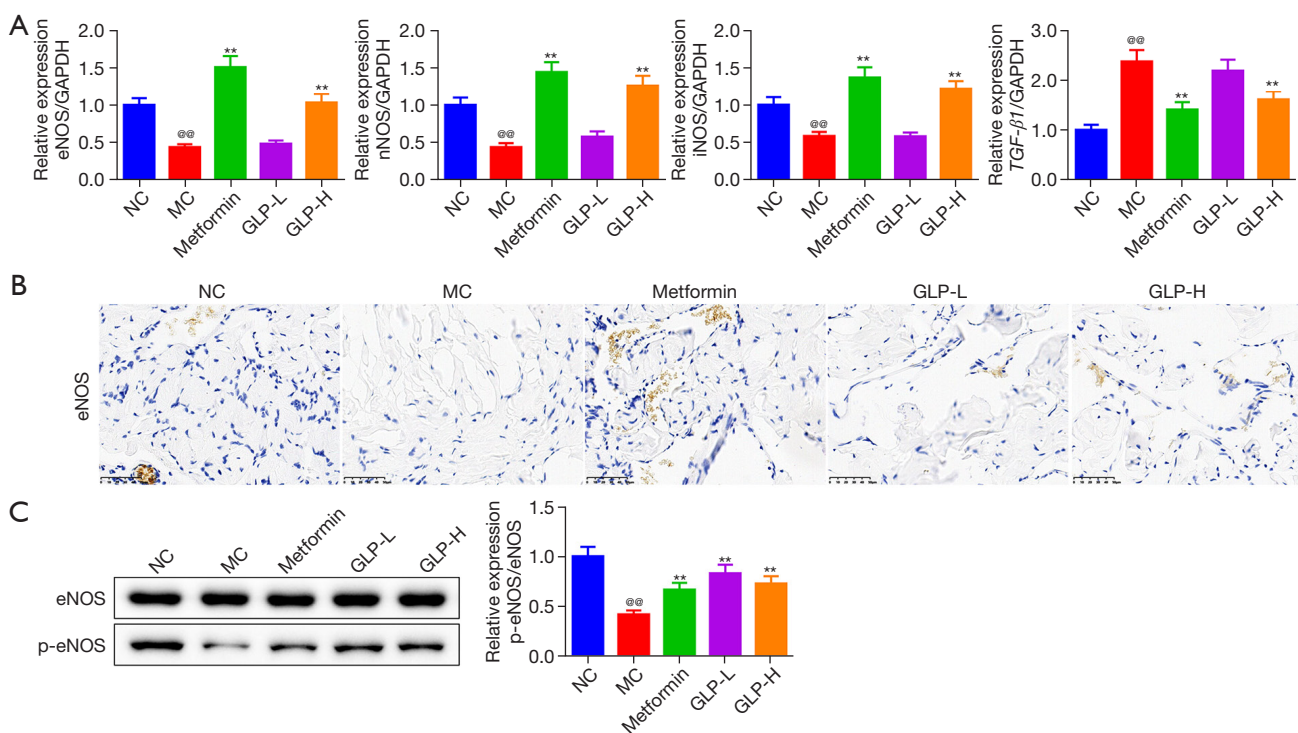 A
Relative expression
eNOS/GAPDH
2.0
1.5
1.0
0.5
0.0
@@
**
**
NC
MC
Metformin
GLP-L
GLP-H
Relative expression
nNOS/GAPDH
2.0
1.5
1.0
0.5
0.0
@@
**
**
NC
MC
Metformin
GLP-L
GLP-H
Relative expression
iNOS/GAPDH
2.0
1.5
1.0
0.5
0.0
@@
**
**
NC
MC
Metformin
GLP-L
GLP-H
Relative expression
TGF-β1/GAPDH
3.0
2.0
1.0
0.0
@@
**
**
NC
MC
Metformin
GLP-L
GLP-H
B
NC
MC
Metformin
GLP-L
GLP-H
eNOS
C
NC
MC
Metformin
GLP-L
GLP-H
eNOS
p-eNOS
Relative expression
p-eNOS/eNOS
1.5
1.0
0.5
0.0
@@
**
**
**
NC
MC
Metformin
GLP-L
GLP-H